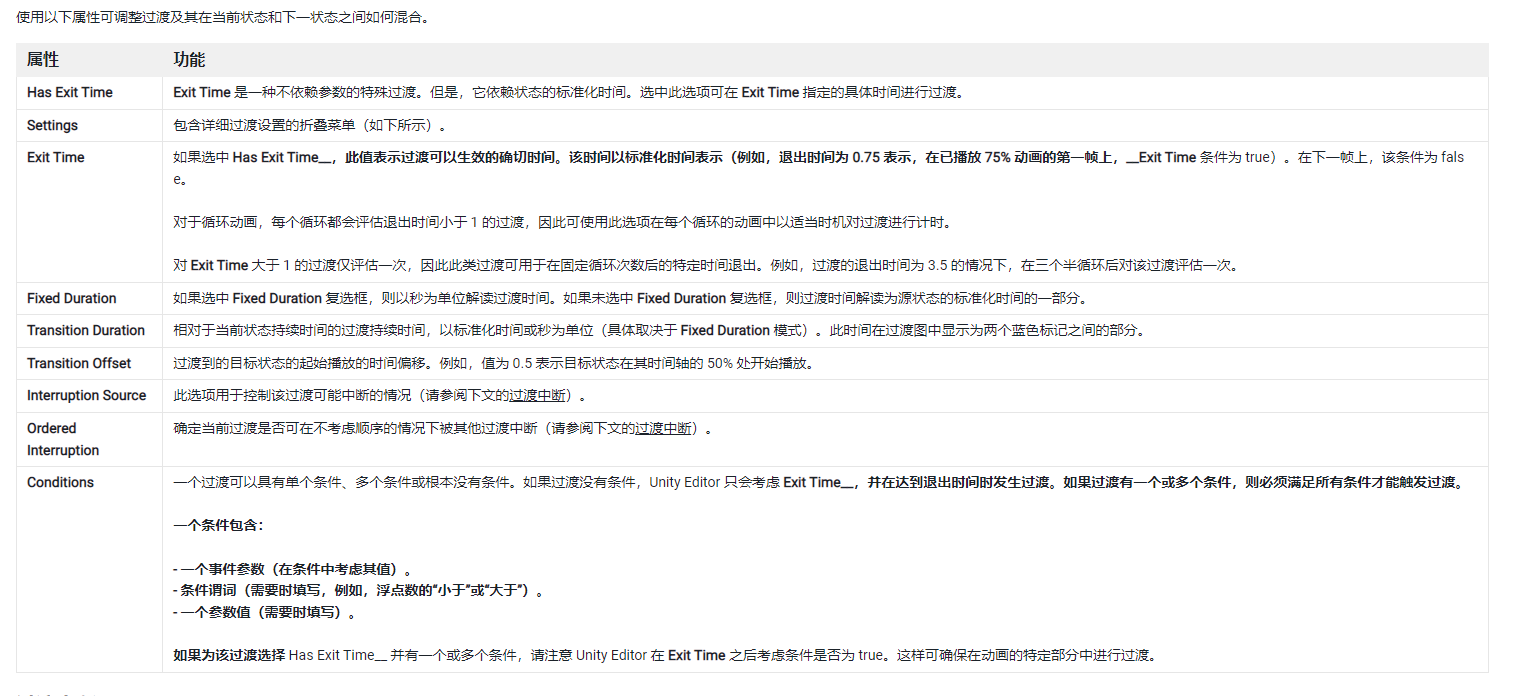 使用以下属性可调整过渡及其在当前状态和下一状态之间如何混合。
属性 功能
Has Exit Time Exit Time 是一种不依赖参数的特殊过渡。但是，它依赖状态的标准化时间。选中此选项可在 Exit Time 指定的具体时间进行过渡。
Settings 包含详细过渡设置的折叠菜单（如下所示）。
Exit Time 如果选中 Has Exit Time__，此值表示过渡可以生效的确切时间。该时间以标准化时间表示（例如，退出时间为 0.75 表示，在已播放 75% 动画的第一帧上，__Exit Time 条件为 true）。在下一帧上，该条件为 fals
e。
对于循环动画，每个循环都会评估退出时间小于 1 的过渡，因此可使用此选项在每个循环的动画中以适当时机对过渡进行计时。
对 Exit Time 大于 1 的过渡仅评估一次，因此此类过渡可用于在固定循环次数后的特定时间退出。例如，过渡的退出时间为 3.5 的情况下，在三个半循环后对该过渡评估一次。
Fixed Duration 如果选中 Fixed Duration 复选框，则以秒为单位解读过渡时间。如果未选中 Fixed Duration 复选框，则过渡时间解读为源状态的标准化时间的一部分。
Transition Duration 相对于当前状态持续时间的过渡持续时间，以标准化时间或秒为单位（具体取决于 Fixed Duration 模式）。此时间在过渡图中显示为两个蓝色标记之间的部分。
Transition Offset 过渡到的目标状态的起始播放的时间偏移。例如，值为 0.5 表示目标状态在其时间轴的 50% 处开始播放。
Interruption Source 此选项用于控制该过渡可能中断的情况（请参阅下文的过渡中断）。
Ordered 确定当前过渡是否可在不考虑顺序的情况下被其他过渡中断（请参阅下文的过渡中断）。
Interruption
Conditions 一个过渡可以具有单个条件、多个条件或根本没有条件。如果过渡没有条件，Unity Editor 只会考虑 Exit Time__，并在达到退出时间时发生过渡。如果过渡有一个或多个条件，则必须满足所有条件才能触发过渡。
一个条件包含：
- 一个事件参数（在条件中考虑其值）。
- 条件谓词（需要时填写，例如，浮点数的“小于”或“大于”）。
- 一个参数值（需要时填写）。
如果为该过渡选择 Has Exit Time__ 并有一个或多个条件，请注意 Unity Editor 在 Exit Time 之后考虑条件是否为 true。这样可确保在动画的特定部分中进行过渡。